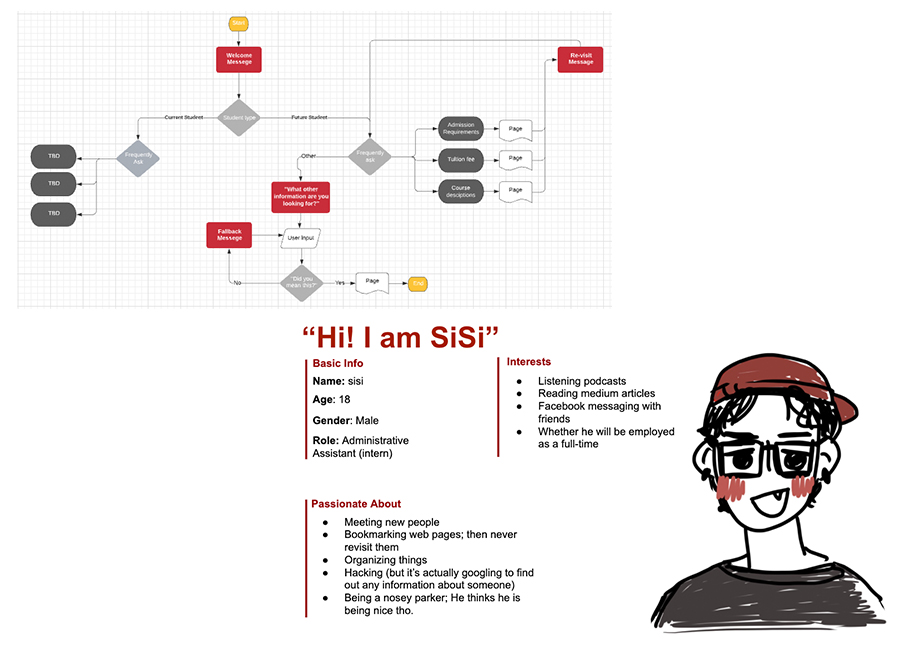 Start
Welcome
Messege
Re-visit
Message
Current Student
Student type
Future Student
Admission
Requirements
Page
TBD
Frequently
Ask
Other
Frequently
ask
Tuition fee
Page
TBD
"What other
information are you
looking for?"
Course
desciptions
Page
TBD
Fallback
Messege
User Input
No
"Did you
mean this?"
Yes
Page
End
“Hi! I am SiSi”
Basic Info
Name: sisi
Age: 18
Gender: Male
Role: Administrative
Assistant (intern)
Interests
● Listening podcasts
● Reading medium articles
● Facebook messaging with
friends
● Whether he will be employed
as a full-time
Passionate About
● Meeting new people
● Bookmarking web pages; then never
revisit them
● Organizing things
● Hacking (but it’s actually googling to find
out any information about someone)
● Being a nosey parker; He thinks he is
being nice tho.